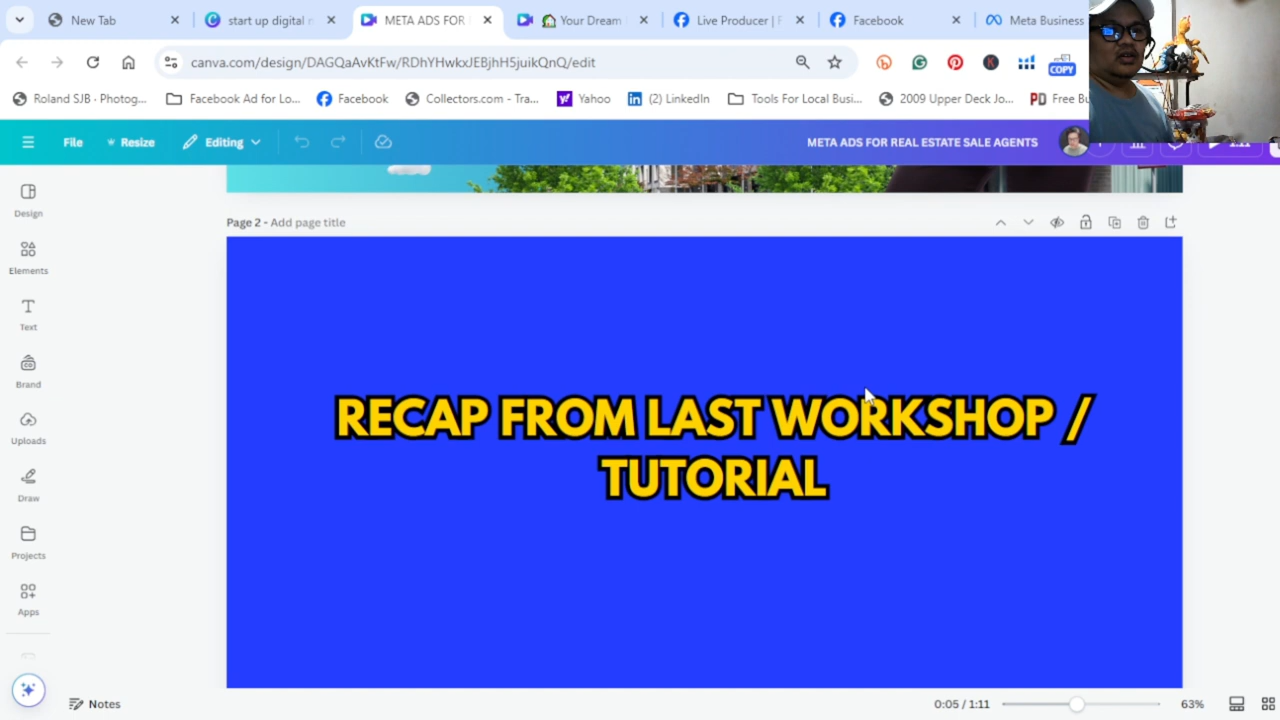 New Tab
start up digital
META ADS FOR
Your Dream
Live Producer | F
Facebook
Meta Business
canva.com/design/DAGQaAvKtFw/RDhYHwkxJEBjhH5juikQnQ/edit
COPY
Roland SJB · Photog...
Facebook Ad for Lo...
Facebook
Collectors.com - Tra...
Yahoo
(2) LinkedIn
Tools For Local Busi...
2009 Upper Deck Jo...
PD
Free Bu
File
Resize
Editing
META ADS FOR REAL ESTATE SALE AGENTS
Design
Page 2 - Add page title
Elements
Text
Brand
Uploads
Draw
Projects
Apps
RECAP FROM LAST WORKSHOP /
TUTORIAL
Notes
0:05 / 1:11
63%